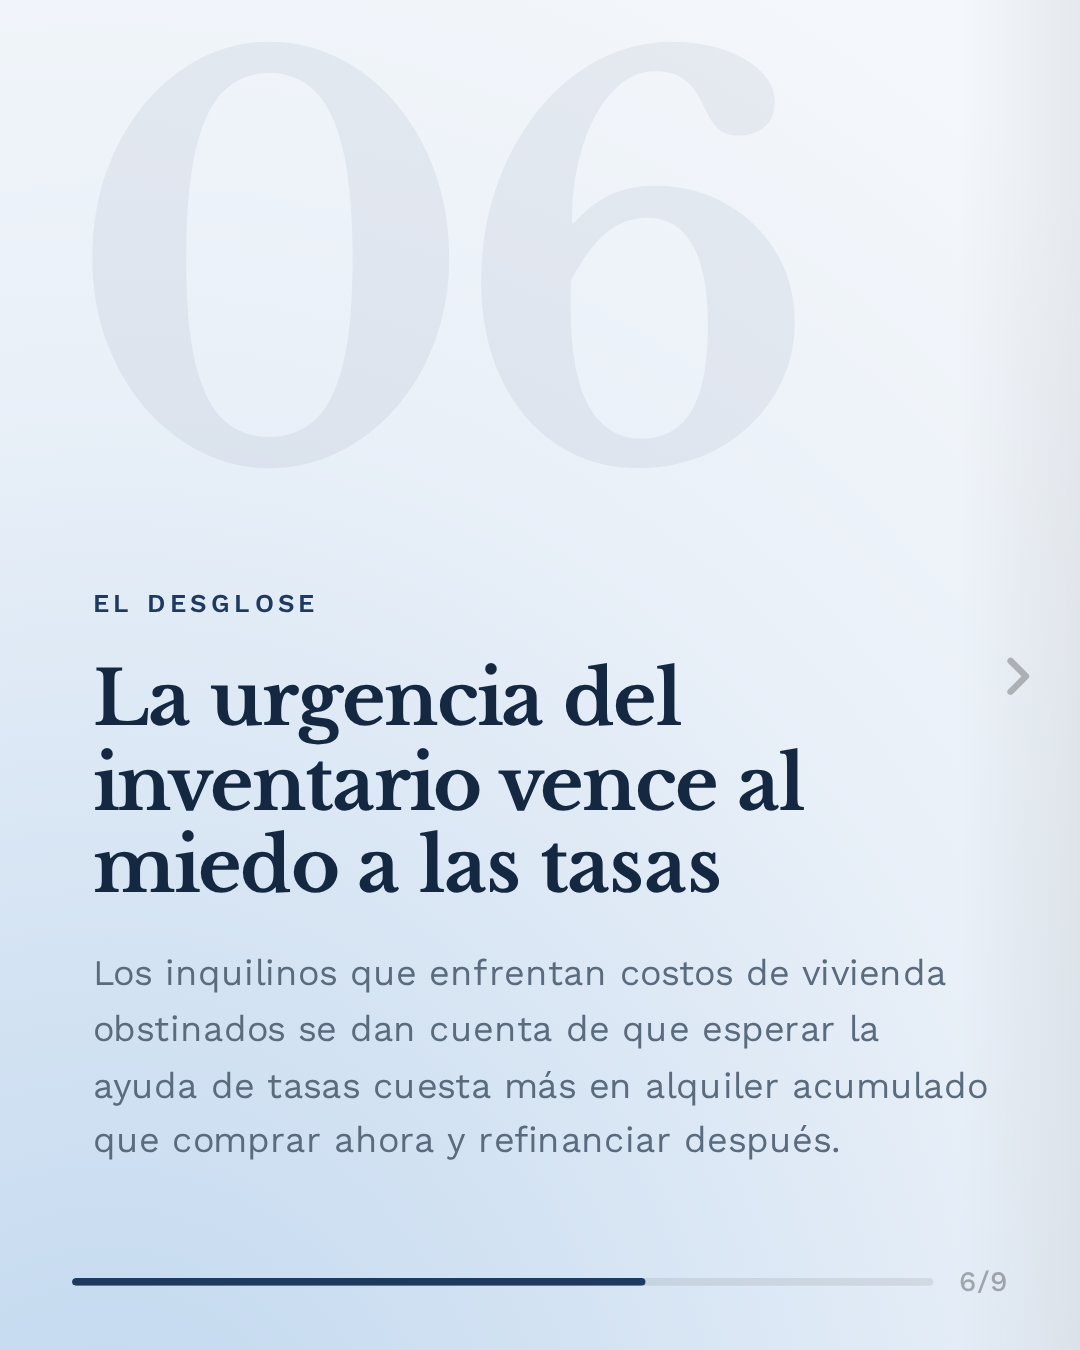 06
EL DESGLOSE
La urgencia del
inventario vence al
miedo a las tasas
Los inquilinos que enfrentan costos de vivienda
obstinados se dan cuenta de que esperar la
ayuda de tasas cuesta más en alquiler acumulado
que comprar ahora y refinanciar después.
6/9